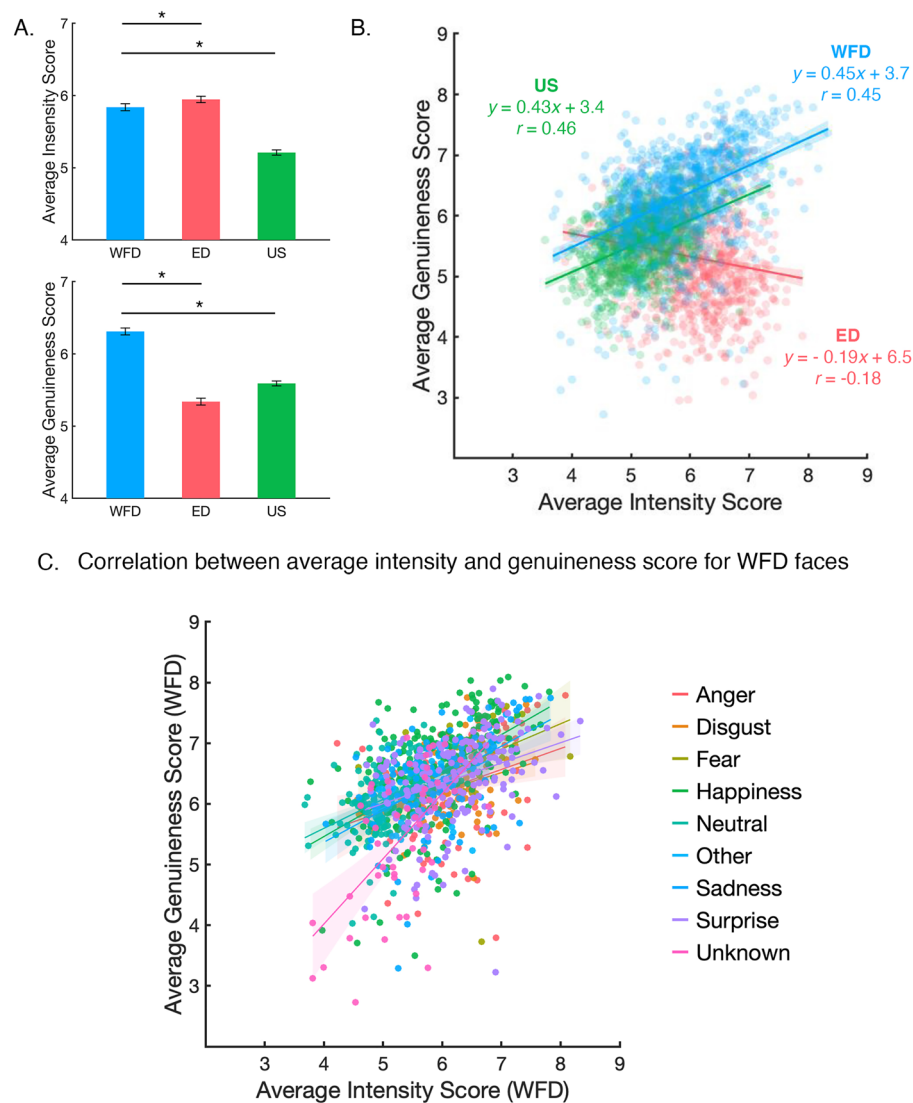 A.
Average Insensity Score
7
6
5
4
*
*
WFD ED US
Average Genuineness Score
7
6
5
4
*
*
WFD ED US
B.
Average Genuineness Score
9
8
7
6
5
4
3
US
y = 0.43x + 3.4
r = 0.46
WFD
y = 0.45x + 3.7
r = 0.45
ED
y = - 0.19x + 6.5
r = -0.18
3 4 5 6 7 8 9
Average Intensity Score
C. Correlation between average intensity and genuineness score for WFD faces
Average Genuineness Score (WFD)
9
8
7
6
5
4
3
3 4 5 6 7 8 9
Average Intensity Score (WFD)
Anger
Disgust
Fear
Happiness
Neutral
Other
Sadness
Surprise
Unknown